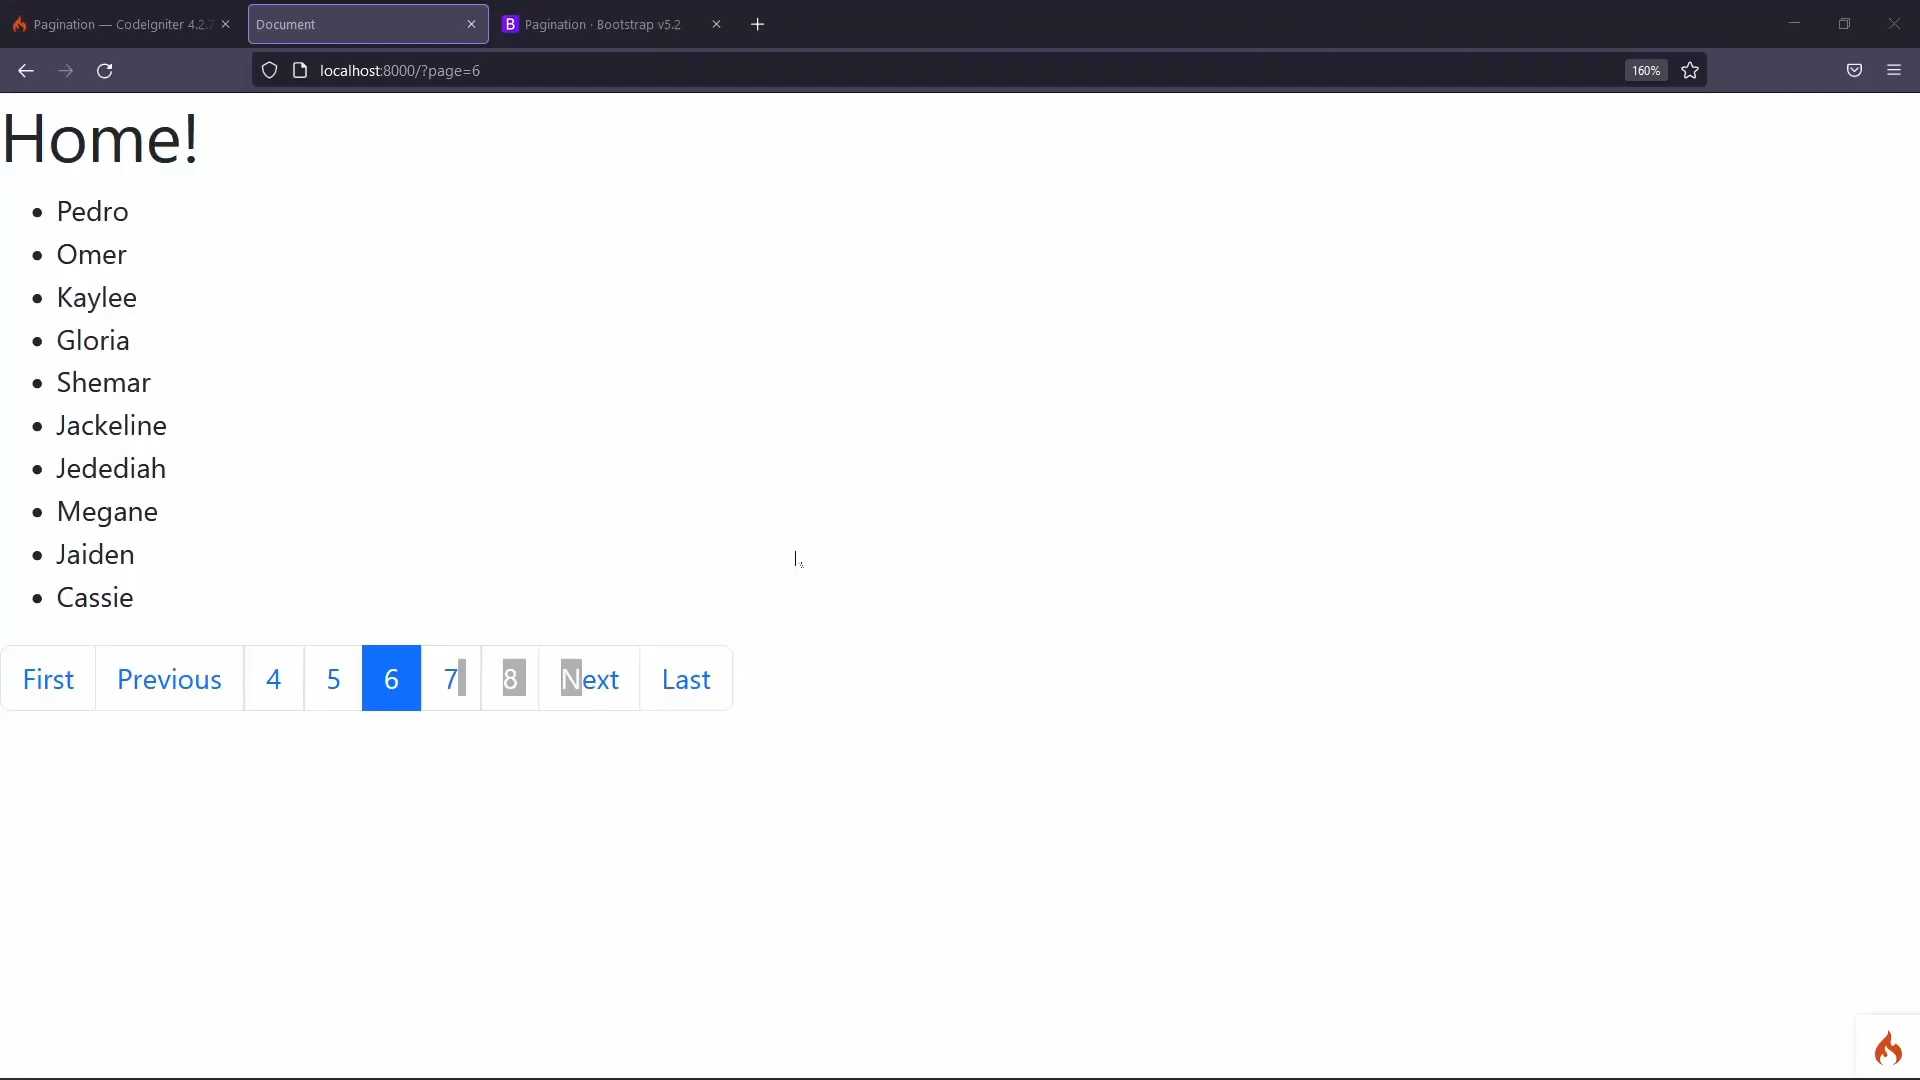 Pagination — CodeIgniter 4.2.7
Document
B Pagination · Bootstrap v5.2
localhost:8000/?page=6
160%
Home!
Pedro
Omer
Kaylee
Gloria
Shemar
Jackeline
Jedediah
Megane
Jaiden
Cassie
First Previous 4 5 6 7 8 Next Last